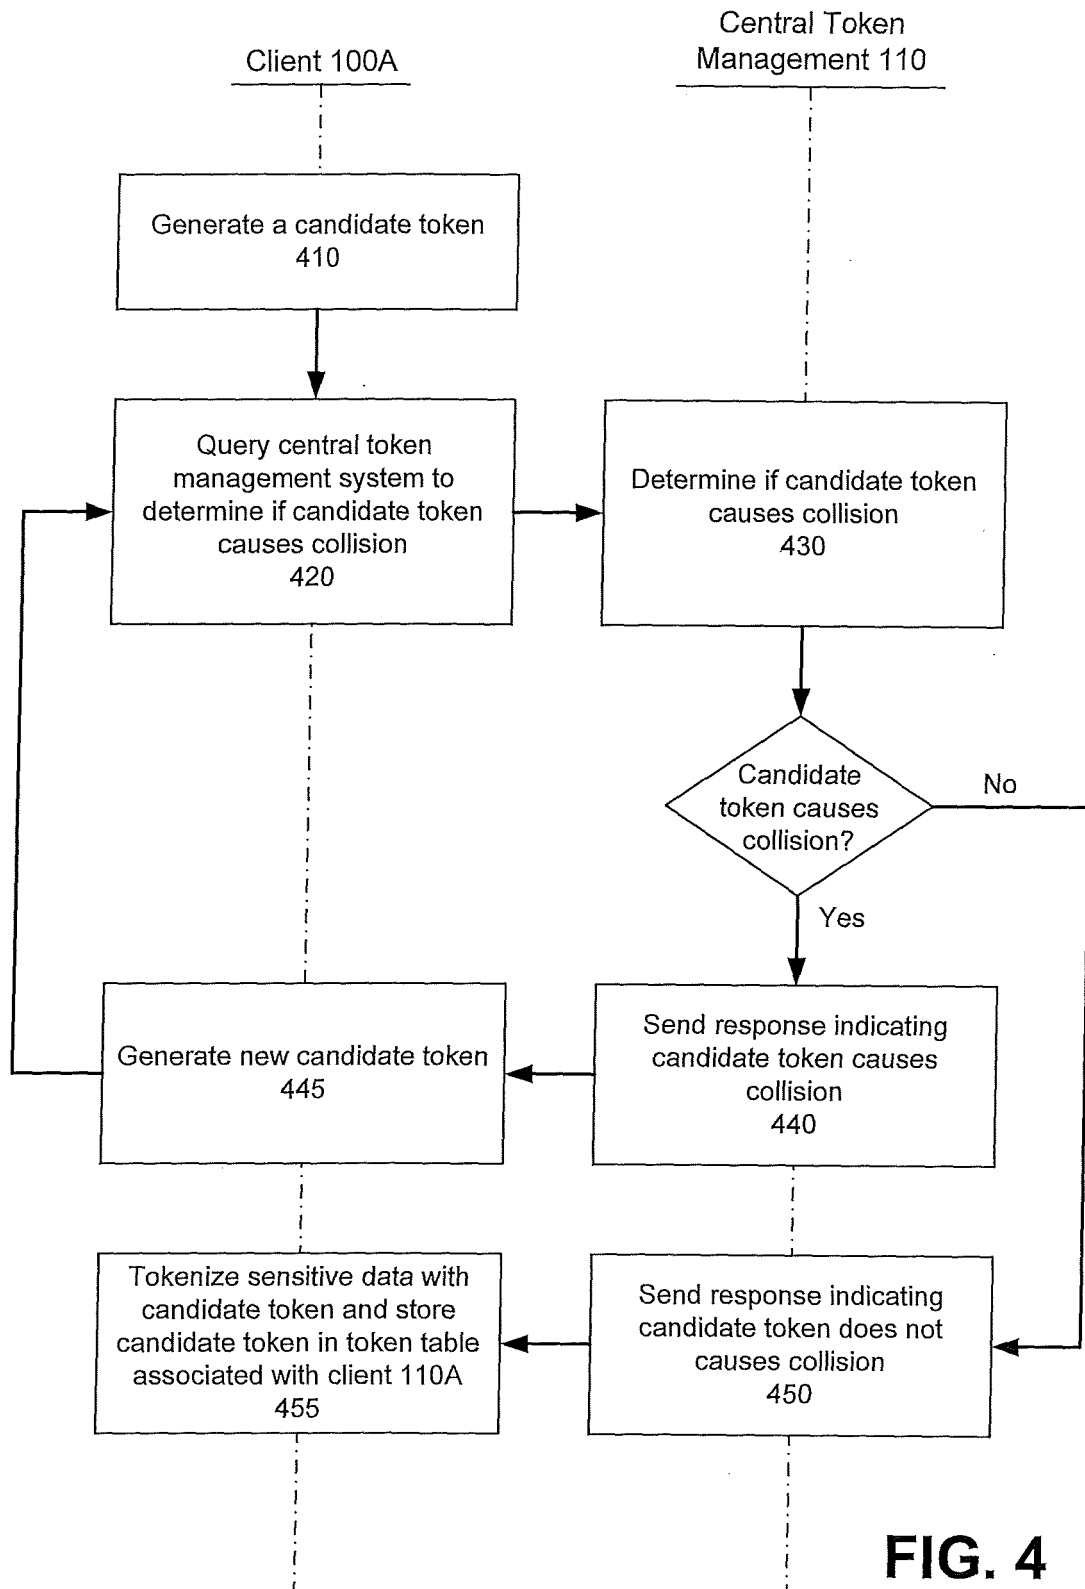 Client 100A
Central Token
Management 110
Generate a candidate token
410
Query central token
management system to
determine if candidate token
causes collision
420
Determine if candidate token
causes collision
430
Candidate
token causes
collision?
No
Yes
Generate new candidate token
445
Send response indicating
candidate token causes
collision
440
Tokenize sensitive data with
candidate token and store
candidate token in token table
associated with client 110A
455
Send response indicating
candidate token does not
causes collision
450
FIG. 4